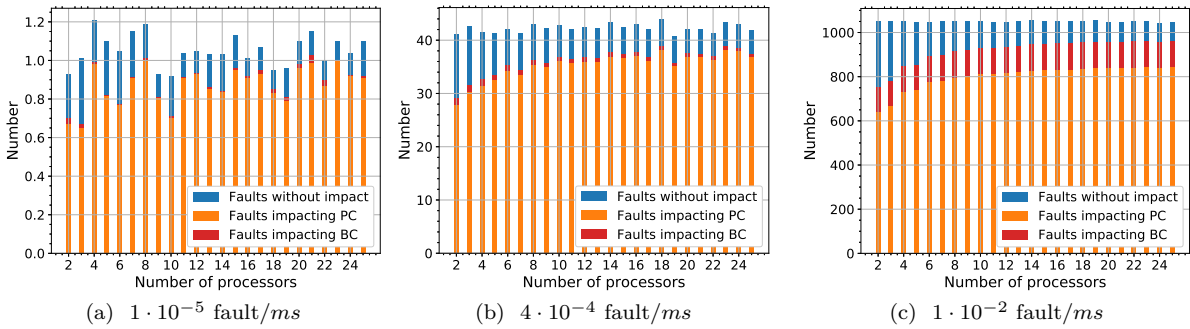 Number
1.2
1.0
0.8
0.6
0.4
0.2
0.0
2 4 6 8 10 12 14 16 18 20 22 24
Number of processors
Faults without impact
Faults impacting PC
Faults impacting BC
(a) 1 · 10⁻⁵ fault/ms
Number
40
30
20
10
0
2 4 6 8 10 12 14 16 18 20 22 24
Number of processors
Faults without impact
Faults impacting PC
Faults impacting BC
(b) 4 · 10⁻⁴ fault/ms
Number
1000
800
600
400
200
0
2 4 6 8 10 12 14 16 18 20 22 24
Number of processors
Faults without impact
Faults impacting PC
Faults impacting BC
(c) 1 · 10⁻² fault/ms